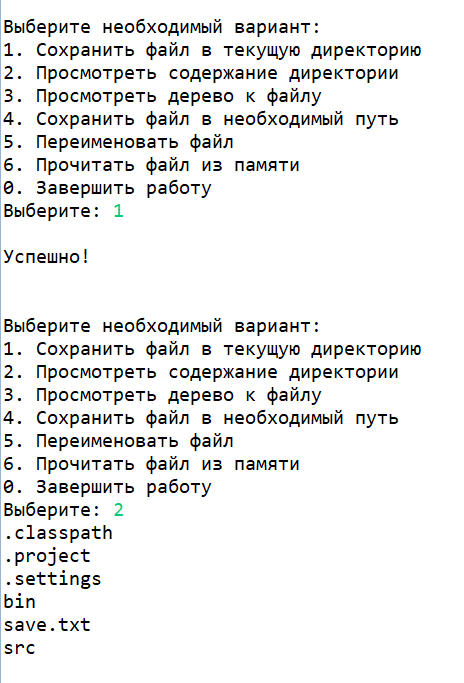 Выберите необходимый вариант:
1. Сохранить файл в текущую директорию
2. Просмотреть содержание директории
3. Просмотреть дерево к файлу
4. Сохранить файл в необходимый путь
5. Переименовать файл
6. Прочитать файл из памяти
0. Завершить работу
Выберите: 1
Успешно!
Выберите необходимый вариант:
1. Сохранить файл в текущую директорию
2. Просмотреть содержание директории
3. Просмотреть дерево к файлу
4. Сохранить файл в необходимый путь
5. Переименовать файл
6. Прочитать файл из памяти
0. Завершить работу
Выберите: 2
.classpath
.project
.settings
bin
save.txt
src